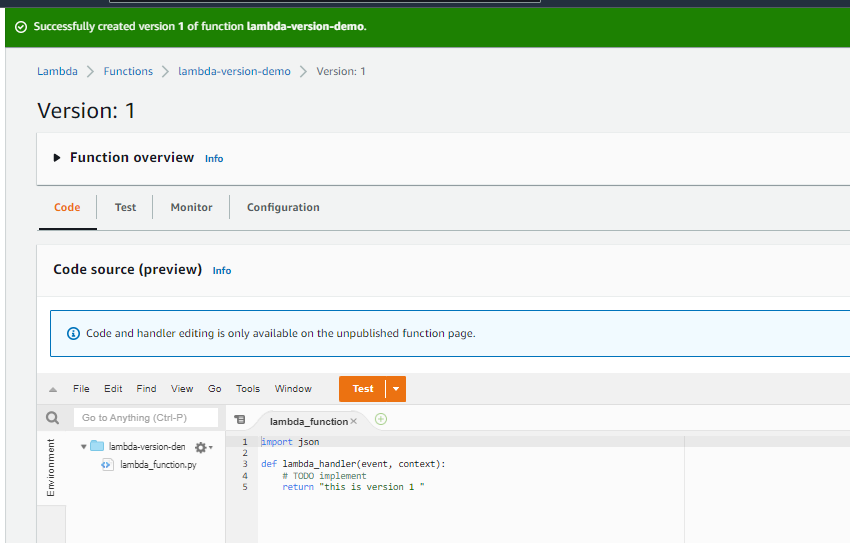 Successfully created version 1 of function lambda-version-demo.
Lambda > Functions > lambda-version-demo > Version: 1
Version: 1
Function overview Info
Code Test Monitor Configuration
Code source (preview) Info
Code and handler editing is only available on the unpublished function page.
File Edit Find View Go Tools Window Test
Go to Anything (Ctrl-P) lambda_function
Environment
lambda-version-den
lambda_function.py
1 import json
2
3 def lambda_handler(event, context):
4 # TODO implement
5 return "this is version 1 "